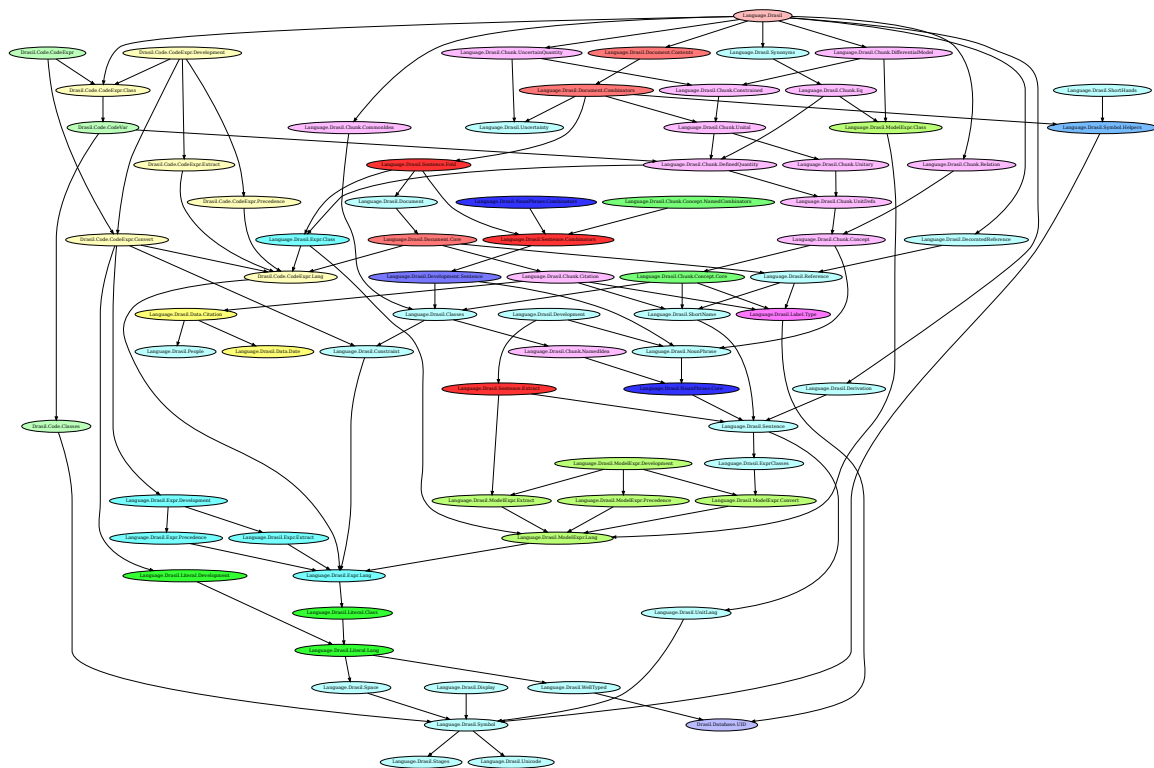 Language.Drasil
Drasil.Code.CodeExpr
Drasil.Code.CodeExpr.Development
Language.Drasil.Chunk.UncertainQuantity
Language.Drasil.Document.Contents
Language.Drasil.Synonyms
Language.Drasil.Chunk.DifferentialModel
Drasil.Code.CodeExpr.Class
Language.Drasil.Document.Combinators
Language.Drasil.Chunk.Constrained
Language.Drasil.Chunk.Eq
Language.Drasil.ShortHands
Drasil.Code.CodeVar
Language.Drasil.Chunk.CommonIdea
Language.Drasil.Uncertainty
Language.Drasil.Chunk.Unital
Language.Drasil.ModelExpr.Class
Language.Drasil.Symbol.Helpers
Drasil.Code.CodeExpr.Extract
Language.Drasil.Sentence.Fold
Language.Drasil.Chunk.DefinedQuantity
Language.Drasil.Chunk.Unitary
Language.Drasil.Chunk.Relation
Drasil.Code.CodeExpr.Precedence
Language.Drasil.Document
Language.Drasil.NounPhrase.Combinators
Language.Drasil.Chunk.Concept.NamedCombinators
Language.Drasil.Chunk.UnitDefn
Drasil.Code.CodeExpr.Convert
Language.Drasil.Expr.Class
Language.Drasil.Document.Core
Language.Drasil.Sentence.Combinators
Language.Drasil.Chunk.Concept
Language.Drasil.DecoratedReference
Drasil.Code.CodeExpr.Lang
Language.Drasil.Development.Sentence
Language.Drasil.Chunk.Citation
Language.Drasil.Chunk.Concept.Core
Language.Drasil.Reference
Language.Drasil.Data.Citation
Language.Drasil.Classes
Language.Drasil.Development
Language.Drasil.ShortName
Language.Drasil.Label.Type
Language.Drasil.People
Language.Drasil.Data.Date
Language.Drasil.Constraint
Language.Drasil.Chunk.NamedIdea
Language.Drasil.NounPhrase
Language.Drasil.Sentence.Extract
Language.Drasil.NounPhrase.Core
Language.Drasil.Derivation
Drasil.Code.Classes
Language.Drasil.Sentence
Language.Drasil.ModelExpr.Development
Language.Drasil.ExprClasses
Language.Drasil.Expr.Development
Language.Drasil.ModelExpr.Extract
Language.Drasil.ModelExpr.Precedence
Language.Drasil.ModelExpr.Convert
Language.Drasil.Expr.Precedence
Language.Drasil.Expr.Extract
Language.Drasil.ModelExpr.Lang
Language.Drasil.Literal.Development
Language.Drasil.Expr.Lang
Language.Drasil.Literal.Class
Language.Drasil.UnitLang
Language.Drasil.Literal.Lang
Language.Drasil.Space
Language.Drasil.Display
Language.Drasil.WellTyped
Language.Drasil.Symbol
Drasil.Database.UID
Language.Drasil.Stages
Language.Drasil.Unicode